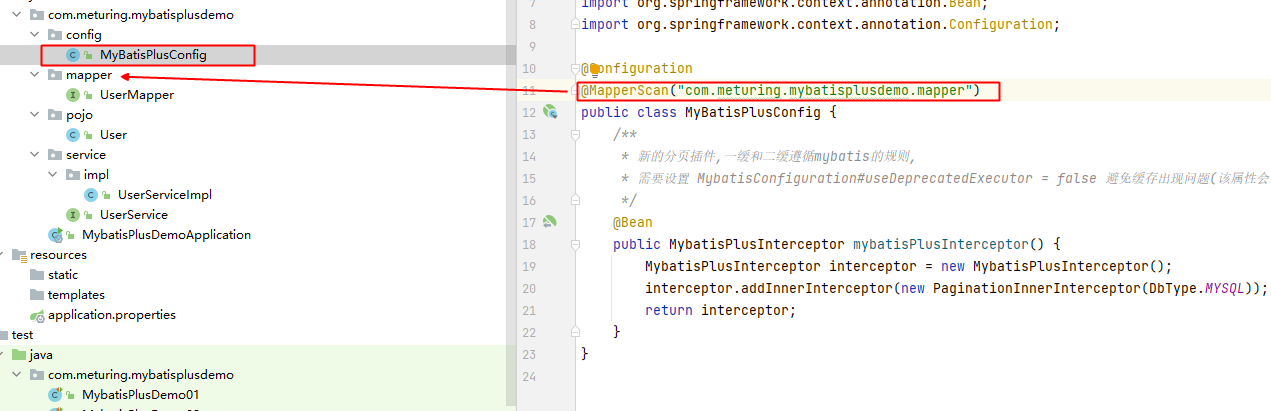 com.meturing.mybatisplusdemo
config
MyBatisPlusConfig
mapper
UserMapper
pojo
User
service
impl
UserServiceImpl
UserService
MybatisPlusDemoApplication
resources
static
templates
application.properties
test
java
com.meturing.mybatisplusdemo
MybatisPlusDemo01
7 import org.springframework.context.annotation.Bean;
8 import org.springframework.context.annotation.Configuration;
9
10 @Configuration
11 @MapperScan("com.meturing.mybatisplusdemo.mapper")
12 public class MyBatisPlusConfig {
13 /**
14 * 新的分页插件,一缓和二缓遵循mybatis的规则,
15 * 需要设置 MybatisConfiguration#useDeprecatedExecutor = false 避免缓存出现问题(该属性会
16 */
17 @Bean
18 public MybatisPlusInterceptor mybatisPlusInterceptor() {
19 MybatisPlusInterceptor interceptor = new MybatisPlusInterceptor();
20 interceptor.addInnerInterceptor(new PaginationInnerInterceptor(DbType.MYSQL));
21 return interceptor;
22 }
23 }
24